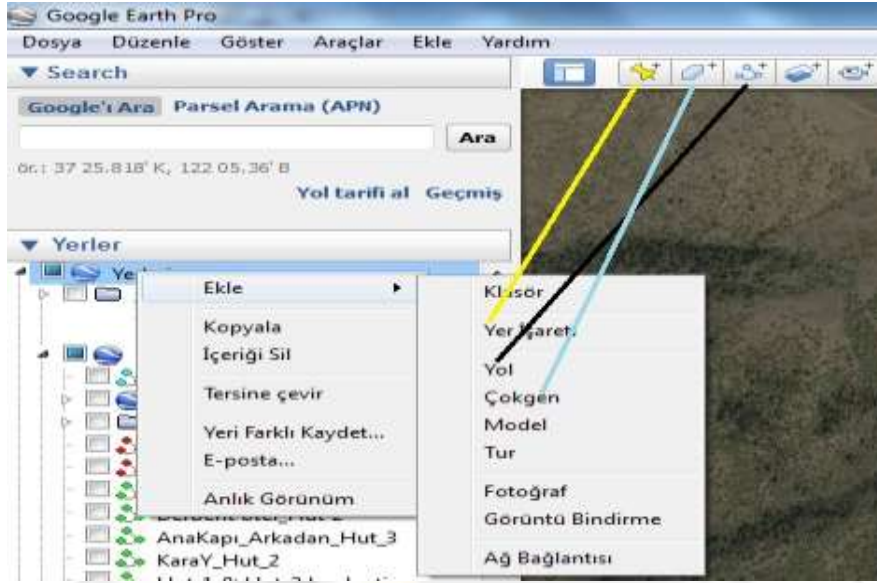 Google Earth Pro
Dosya Düzenle Göster Araçlar Ekle Yardım
Search
Google'ı Ara Parsel Arama (APN)
Ara
ör.: 37 25.818' K, 122 05.36' B
Yol tarifi al Geçmiş
Yerler
Ekle
Kopyala
İçeriği Sil
Tersine çevir
Yeri Farklı Kaydet...
E-posta...
Anlık Görünüm
Klasör
Yer İşareti
Yol
Çokgen
Model
Tur
Fotoğraf
Görüntü Bindirme
Ağ Bağlantısı
AnaKapı_Arkadan_Hut_3
KaraY_Hut_2